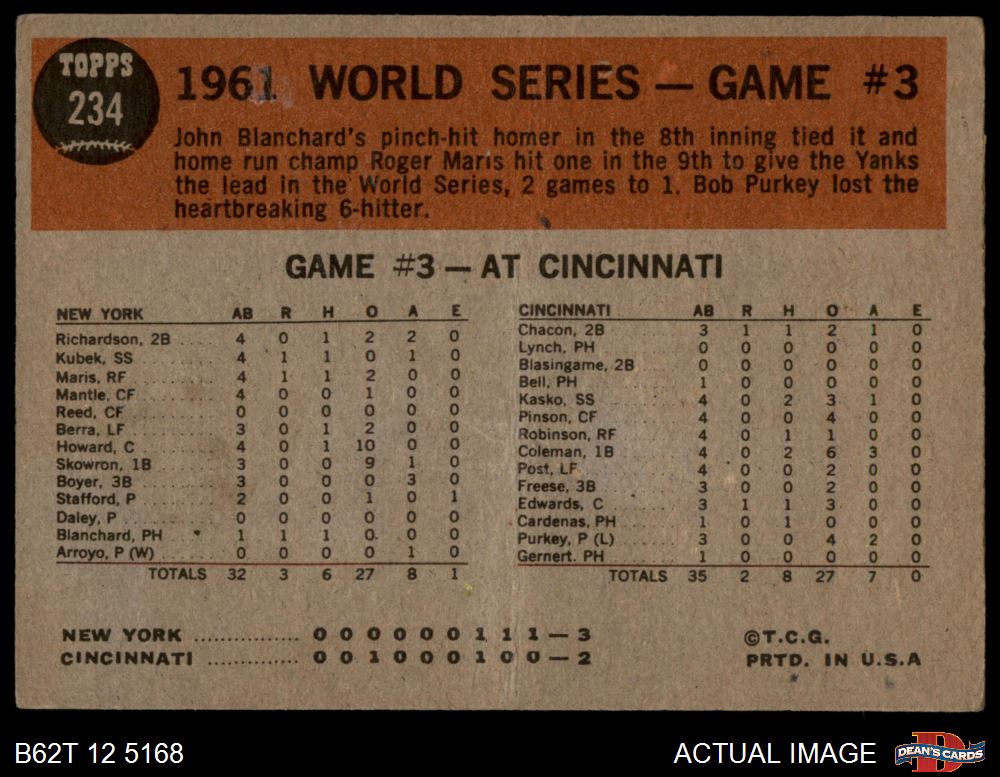 TOPPS
234
1961 WORLD SERIES — GAME #3
John Blanchard's pinch-hit homer in the 8th inning tied it and
home run champ Roger Maris hit one in the 9th to give the Yanks
the lead in the World Series, 2 games to 1. Bob Purkey lost the
heartbreaking 6-hitter.
GAME #3 — AT CINCINNATI
NEW YORK AB R H O A E
Richardson, 2B 4 0 1 2 2 0
Kubek, SS 4 1 1 0 1 0
Maris, RF 4 1 1 2 0 0
Mantle, CF 4 0 0 1 0 0
Reed, CF 0 0 0 0 0 0
Berra, LF 3 0 1 2 0 0
Howard, C 4 0 1 10 0 0
Skowron, 1B 3 0 0 9 1 0
Boyer, 3B 3 0 0 0 3 0
Stafford, P 2 0 0 1 0 1
Daley, P 0 0 0 0 0 0
Blanchard, PH 1 1 1 0 0 0
Arroyo, P (W) 0 0 0 0 1 0
TOTALS 32 3 6 27 8 1
CINCINNATI AB R H O A E
Chacon, 2B 3 1 1 2 1 0
Lynch, PH 0 0 0 0 0 0
Blasingame, 2B 0 0 0 0 0 0
Bell, PH 1 0 0 0 0 0
Kasko, SS 4 0 2 3 1 0
Pinson, CF 4 0 0 4 0 0
Robinson, RF 4 0 1 1 0 0
Coleman, 1B 4 0 2 6 3 0
Post, LF 4 0 0 2 0 0
Freese, 3B 3 0 0 2 0 0
Edwards, C 3 1 1 3 0 0
Cardenas, PH 1 0 1 0 0 0
Purkey, P (L) 3 0 0 4 2 0
Gernert, PH 1 0 0 0 0 0
TOTALS 35 2 8 27 7 0
NEW YORK ............... 0 0 0 0 0 0 1 1 1 — 3
CINCINNATI ............. 0 0 1 0 0 0 1 0 0 — 2
©T.C.G.
PRTD. IN U.S.A
B62T 12 5168
ACTUAL IMAGE
DEAN'S CARDS